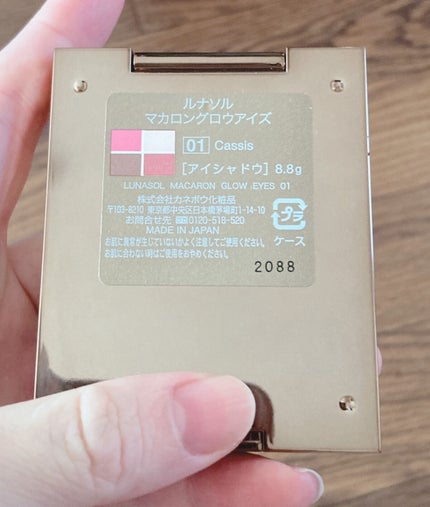 ルナソル
マカロングロウアイズ
01 Cassis
[アイシャドウ] 8.8g
LUNASOL MACARON GLOW EYES 01
株式会社カネボウ化粧品
〒103-8210 東京都中央区日本橋茅場町1-14-10
お問合せ先 0120-518-520
MADE IN JAPAN
プラ
ケース
お肌に異常が生じていないかよく注意してご使用ください。
お肌に合わない時はご使用をおやめください。
2088